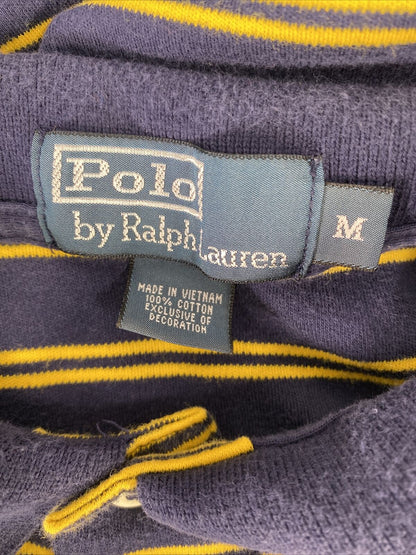 Polo
by Ralph Lauren
M
MADE IN VIETNAM
100% COTTON
EXCLUSIVE OF
DECORATION